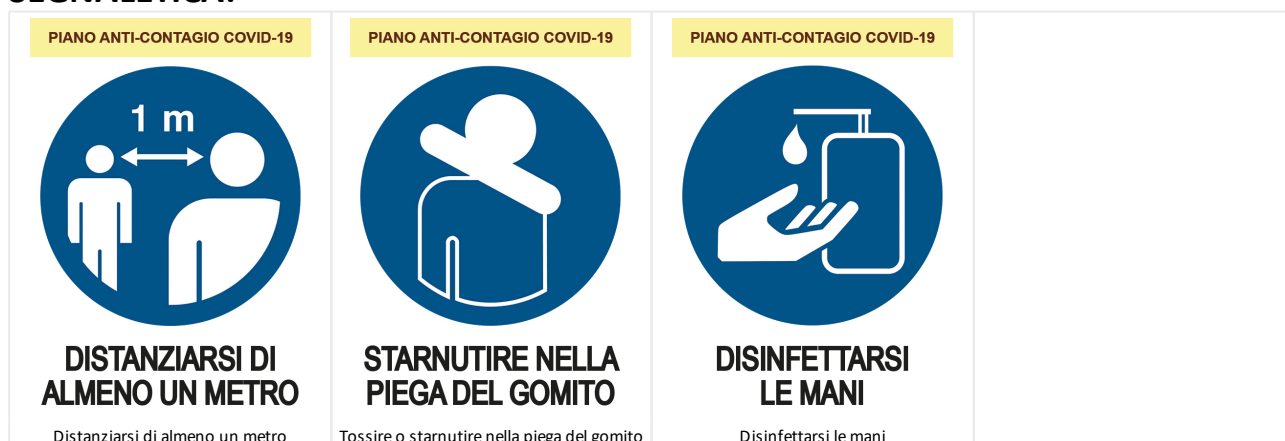 PIANO ANTI-CONTAGIO COVID-19
1 m
DISTANZIARSI DI
ALMENO UN METRO
Distanziarsi di almeno un metro
PIANO ANTI-CONTAGIO COVID-19
STARNUTIRE NELLA
PIEGA DEL GOMITO
Tossire o starnutire nella piega del gomito
PIANO ANTI-CONTAGIO COVID-19
DISINFETTARSI
LE MANI
Disinfettarsi le mani